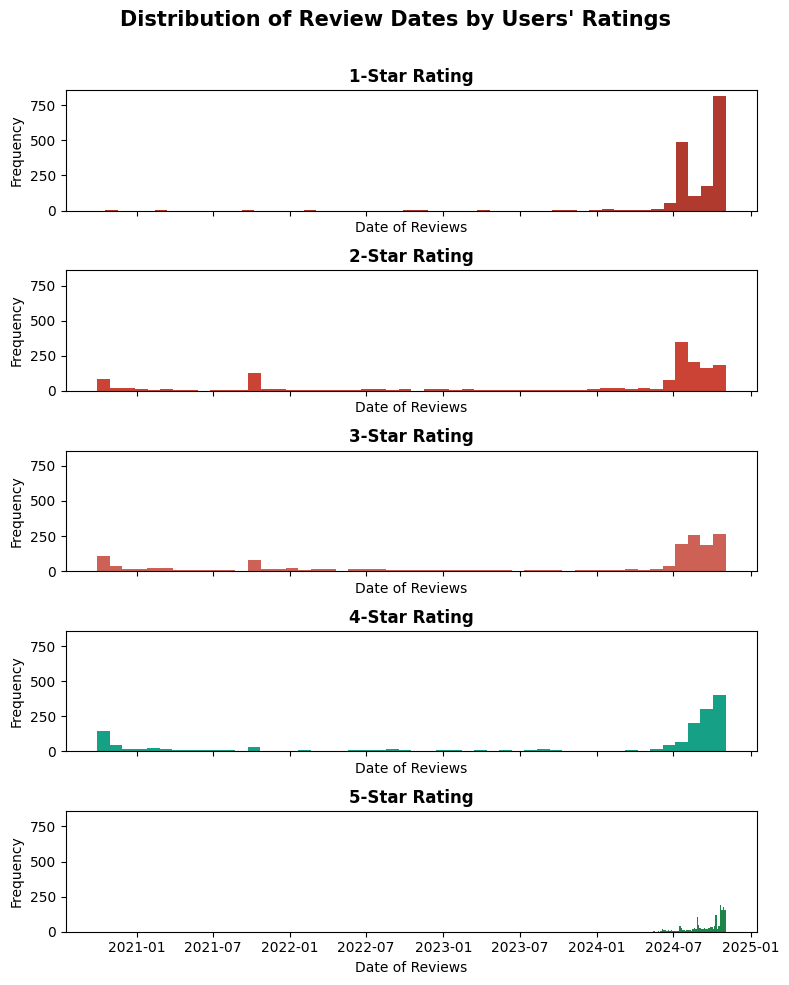 Distribution of Review Dates by Users' Ratings
1-Star Rating
750
500
250
0
Frequency
Date of Reviews
2-Star Rating
750
500
250
0
Frequency
Date of Reviews
3-Star Rating
750
500
250
0
Frequency
Date of Reviews
4-Star Rating
750
500
250
0
Frequency
Date of Reviews
5-Star Rating
750
500
250
0
Frequency
2021-01 2021-07 2022-01 2022-07 2023-01 2023-07 2024-01 2024-07 2025-01
Date of Reviews